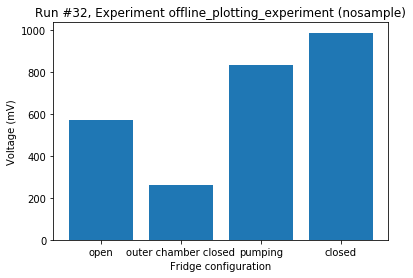 Run #32, Experiment offline_plotting_experiment (nosample)
1000
800
600
400
200
0
Voltage (mV)
open outer chamber closed pumping closed
Fridge configuration